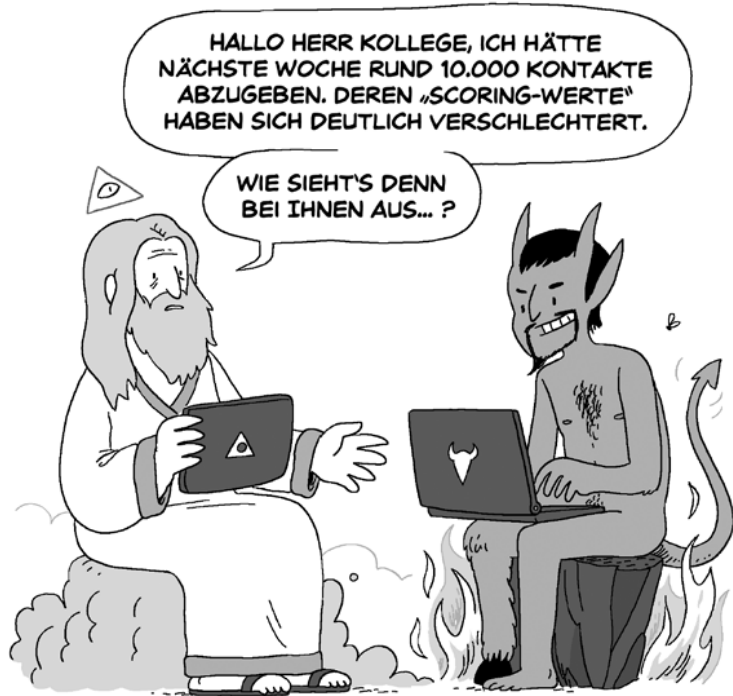 HALLO HERR KOLLEGE, ICH HÄTTE
NÄCHSTE WOCHE RUND 10.000 KONTAKTE
ABZUGEBEN. DEREN „SCORING-WERTE“
HABEN SICH DEUTLICH VERSCHLECHTERT.
WIE SIEHT'S DENN
BEI IHNEN AUS... ?